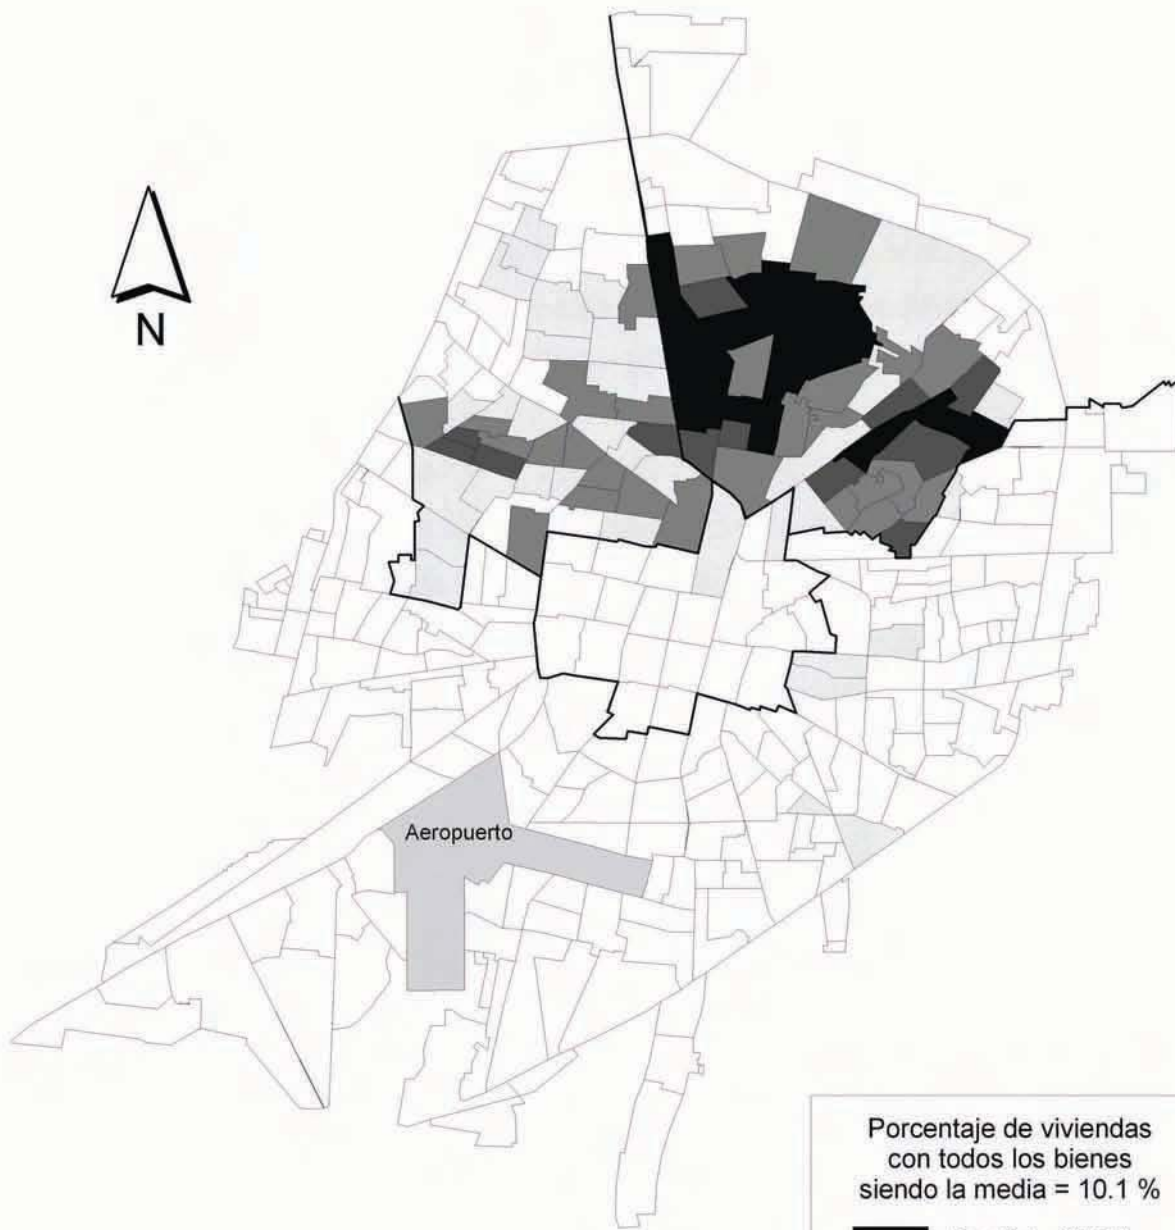 N
Aeropuerto
Porcentaje de viviendas
con todos los bienes
siendo la media = 10.1 %